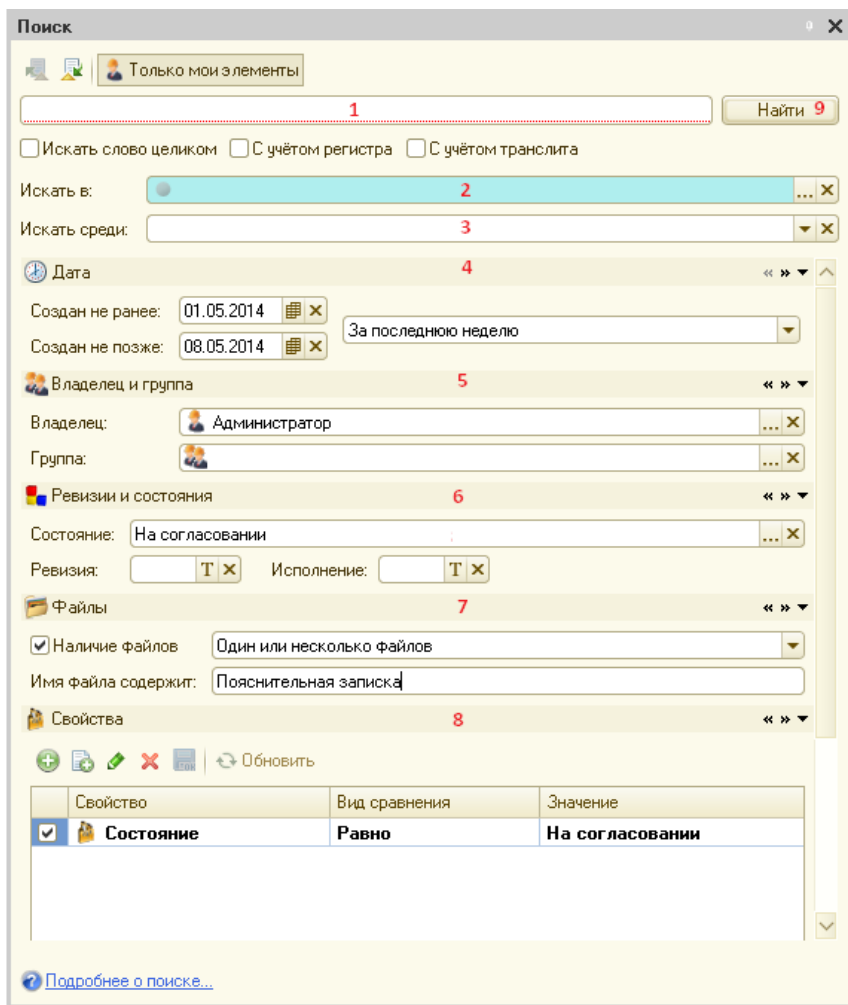 Поиск
Только мои элементы
1
Найти 9
Искать слово целиком С учётом регистра С учётом транслита
Искать в: 2 ...
Искать среди: 3
Дата 4
Создан не ранее: 01.05.2014
За последнюю неделю
Создан не позже: 08.05.2014
Владелец и группа 5
Владелец: Администратор ...
Группа: ...
Ревизии и состояния 6
Состояние: На согласовании ...
Ревизия: T Исполнение: T
Файлы 7
Наличие файлов Один или несколько файлов
Имя файла содержит: Пояснительная записка
Свойства 8
Обновить
Свойство Вид сравнения Значение
Состояние Равно На согласовании
Подробнее о поиске...